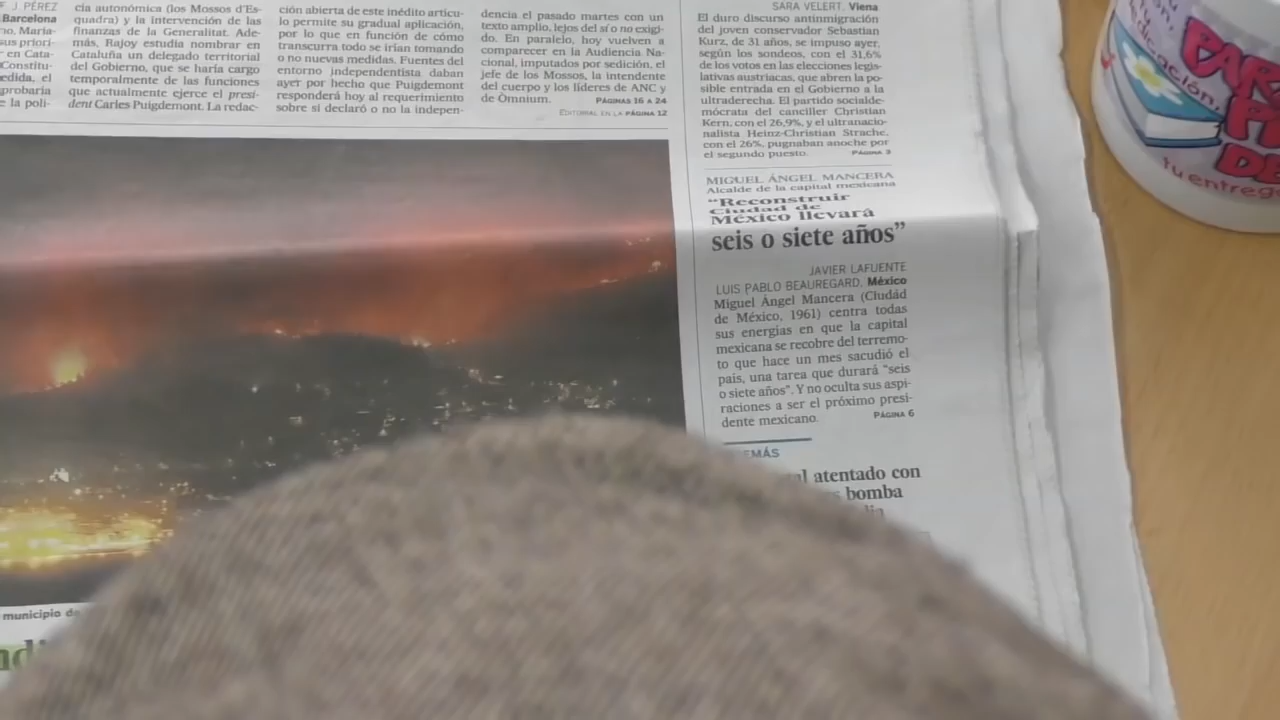 F. J. PÉREZ
Barcelona
no, Maria-
sus priori-
en Cata-
Constitu-
edida, el
probaría
e la poli-
cía autonómica (los Mossos d'Es-
quadra) y la intervención de las
finanzas de la Generalitat. Ade-
más, Rajoy estudia nombrar en
Cataluña un delegado territorial
del Gobierno, que se haría cargo
temporalmente de las funciones
que actualmente ejerce el presi-
dent Carles Puigdemont. La redac-
ción abierta de este inédito artícu-
lo permite su gradual aplicación,
por lo que en función de cómo
transcurra todo se irían tomando
o no nuevas medidas. Fuentes del
entorno independentista daban
ayer por hecho que Puigdemont
responderá hoy al requerimiento
sobre si declaró o no la indepen-
dencia el pasado martes con un
texto amplio, lejos del sí o no exigi-
do. En paralelo, hoy vuelven a
comparecer en la Audiencia Na-
cional, imputados por sedición, el
jefe de los Mossos, la intendente
del cuerpo y los líderes de ANC y
de Òmnium. PÁGINAS 16 A 24
EDITORIAL EN LA PÁGINA 12
SARA VELERT, Viena
El duro discurso antinmigración
del joven conservador Sebastian
Kurz, de 31 años, se impuso ayer,
según los sondeos, con el 31,6%
de los votos en las elecciones legis-
lativas austriacas, que abren la po-
sible entrada en el Gobierno a la
ultraderecha. El partido socialde-
mócrata del canciller Christian
Kern, con el 26,9%, y el ultranacio-
nalista Heinz-Christian Strache,
con el 26%, pugnaban anoche por
el segundo puesto. PÁGINA 3
MIGUEL ÁNGEL MANCERA
Alcalde de la capital mexicana
“Reconstruir
Ciudad de
México llevará
seis o siete años”
JAVIER LAFUENTE
LUIS PABLO BEAUREGARD, México
Miguel Ángel Mancera (Ciudad
de México, 1961) centra todas
sus energías en que la capital
mexicana se recobre del terremo-
to que hace un mes sacudió el
país, una tarea que durará “seis
o siete años”. Y no oculta sus aspi-
raciones a ser el próximo presi-
dente mexicano. PÁGINA 6
EMÁS
al atentado con
bomba
municipio de
tu entrega